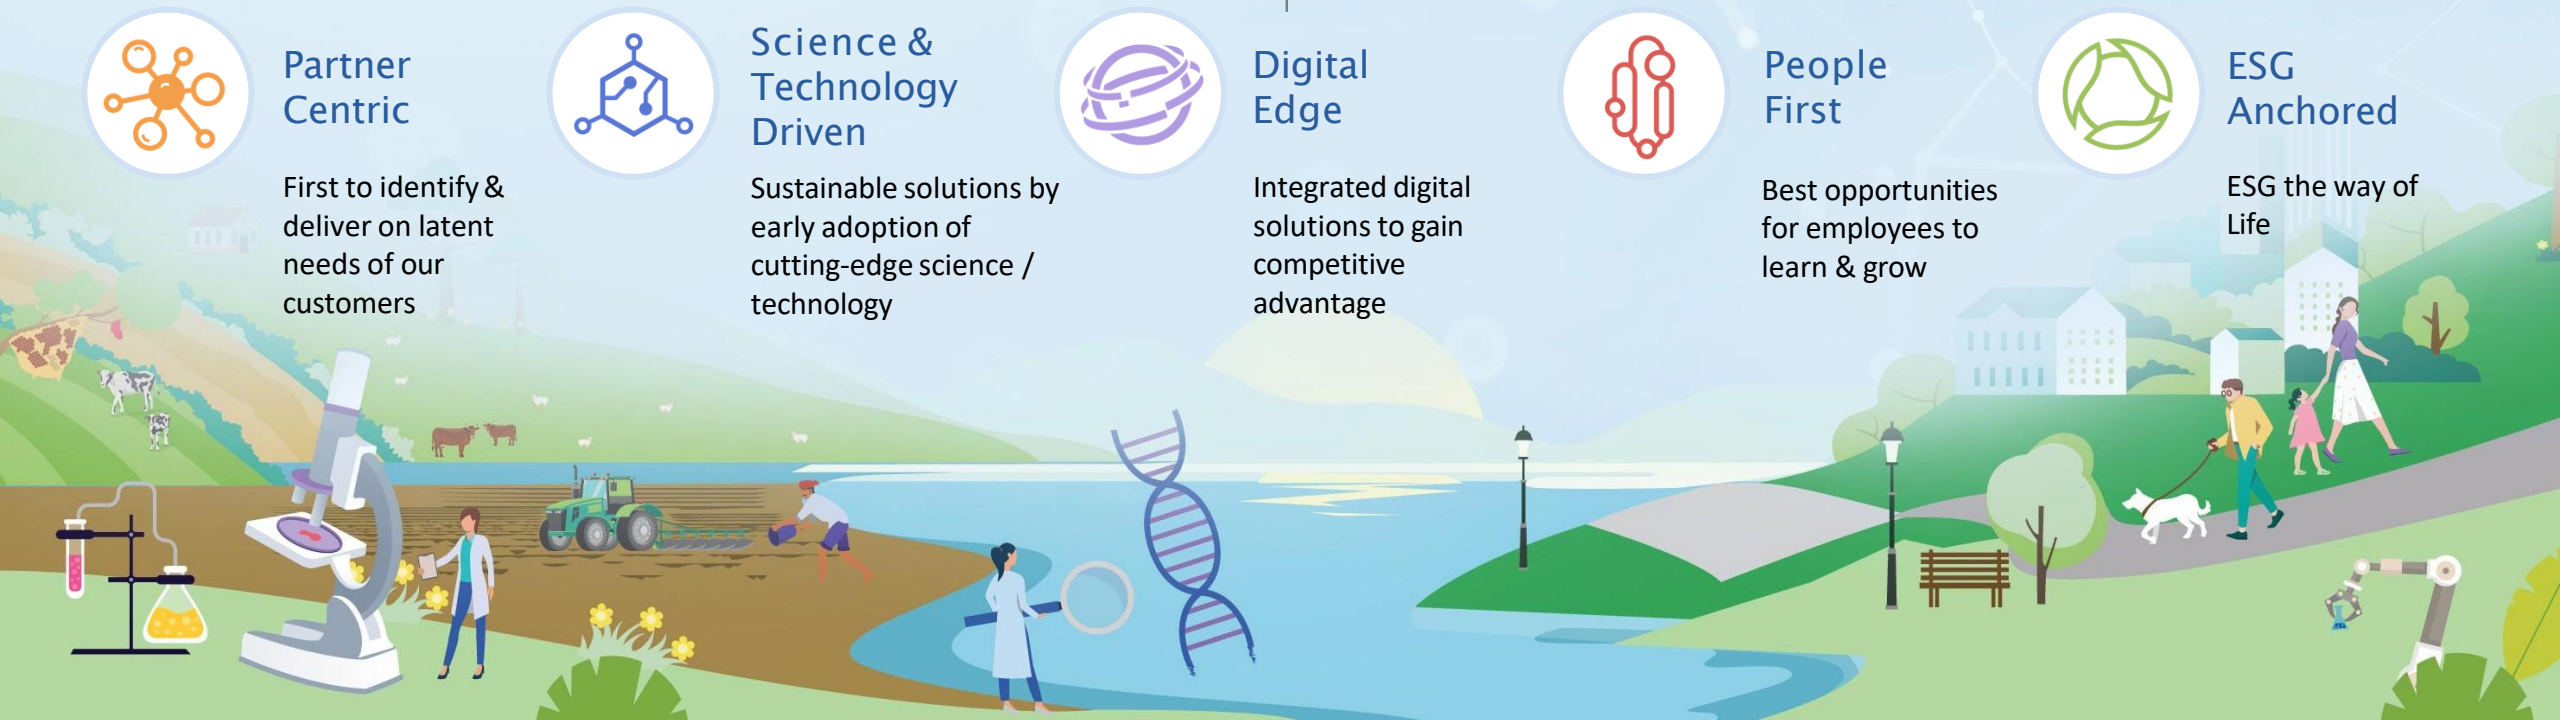 Partner
Centric
First to identify &
deliver on latent
needs of our
customers
Science &
Technology
Driven
Sustainable solutions by
early adoption of
cutting-edge science /
technology
Digital
Edge
Integrated digital
solutions to gain
competitive
advantage
People
First
Best opportunities
for employees to
learn & grow
ESG
Anchored
ESG the way of
Life